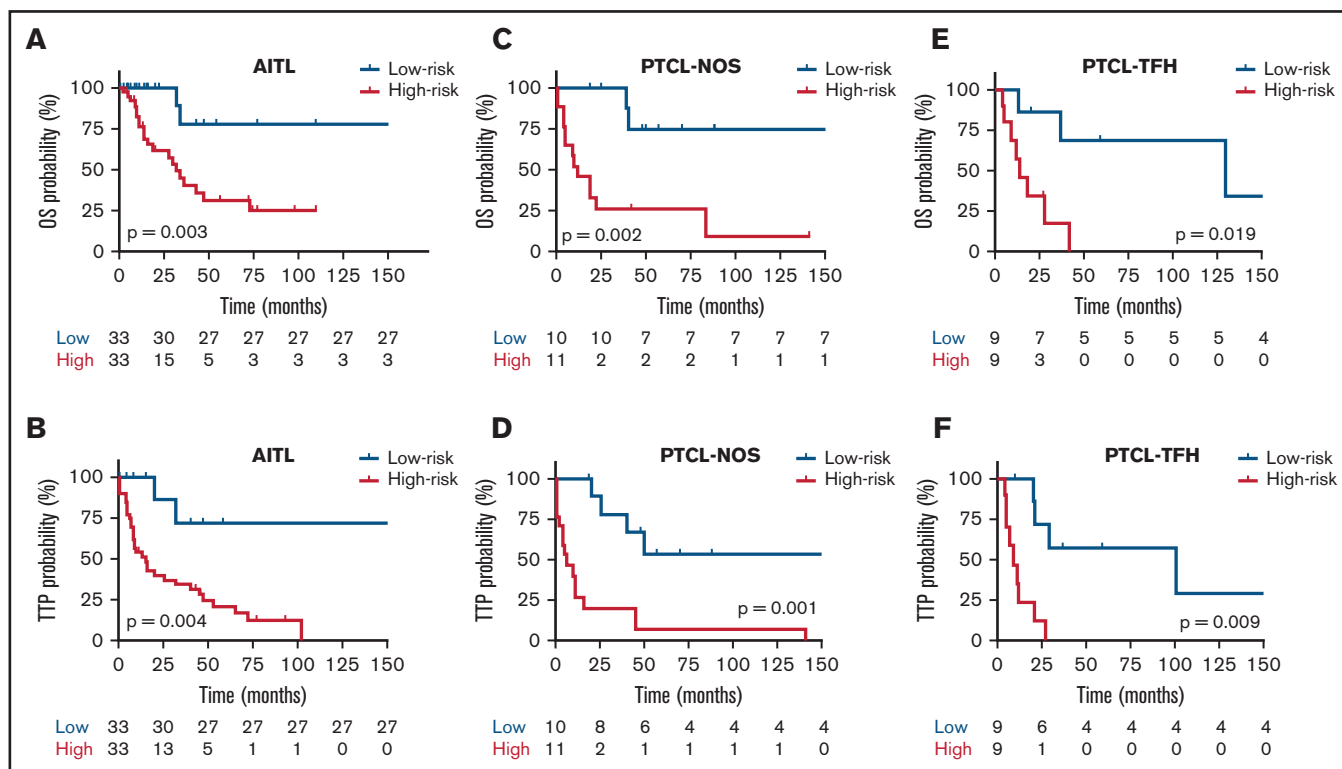 A
AITL
Low-risk
High-risk
OS probability (%)
100
75
50
25
0
p = 0.003
0 25 50 75 100 125 150
Time (months)
Low 33 30 27 27 27 27 27
High 33 15 5 3 3 3 3
C
PTCL-NOS
Low-risk
High-risk
OS probability (%)
100
75
50
25
0
p = 0.002
0 25 50 75 100 125 150
Time (months)
10 10 7 7 7 7 7
11 2 2 2 1 1 1
E
PTCL-TFH
Low-risk
High-risk
OS probability (%)
100
75
50
25
0
p = 0.019
0 25 50 75 100 125 150
Time (months)
Low 9 7 5 5 5 5 4
High 9 3 0 0 0 0 0
B
AITL
Low-risk
High-risk
TTP probability (%)
100
75
50
25
0
p = 0.004
0 25 50 75 100 125 150
Time (months)
Low 33 30 27 27 27 27 27
High 33 13 5 1 1 0 0
D
PTCL-NOS
Low-risk
High-risk
TTP probability (%)
100
75
50
25
0
p = 0.001
0 25 50 75 100 125 150
Time (months)
Low 10 8 6 4 4 4 4
High 11 2 1 1 1 1 0
F
PTCL-TFH
Low-risk
High-risk
TTP probability (%)
100
75
50
25
0
p = 0.009
0 25 50 75 100 125 150
Time (months)
Low 9 6 4 4 4 4 4
High 9 1 0 0 0 0 0